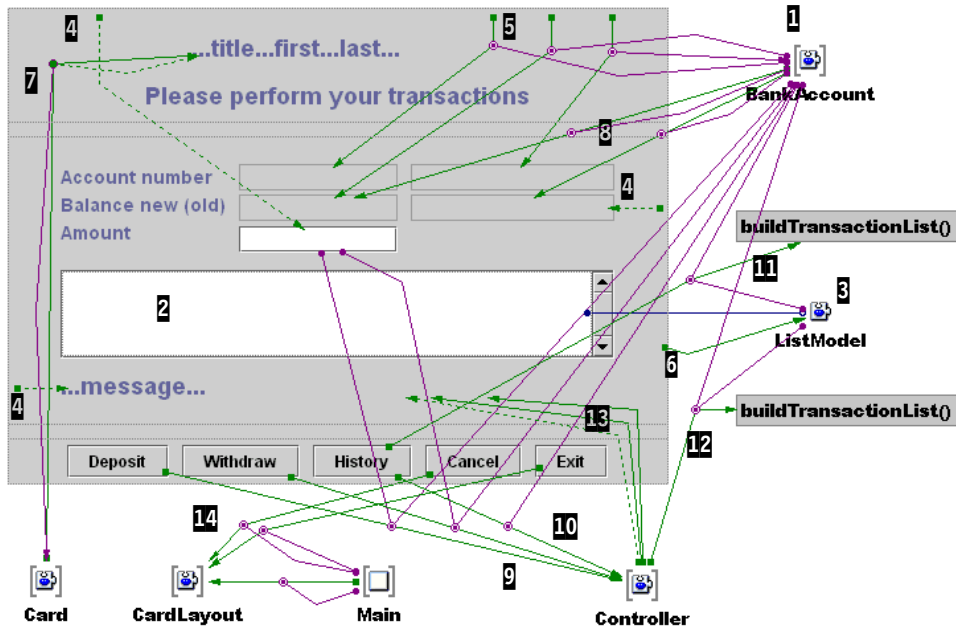 1
4
5
...title...first...last...
7
BankAccount
Please perform your transactions
8
Account number
4
Balance new (old)
buildTransactionList()
Amount
11
2
3
ListModel
6
...message...
4
buildTransactionList()
13
12
Deposit Withdraw History Cancel Exit
14
10
9
Card CardLayout Main Controller